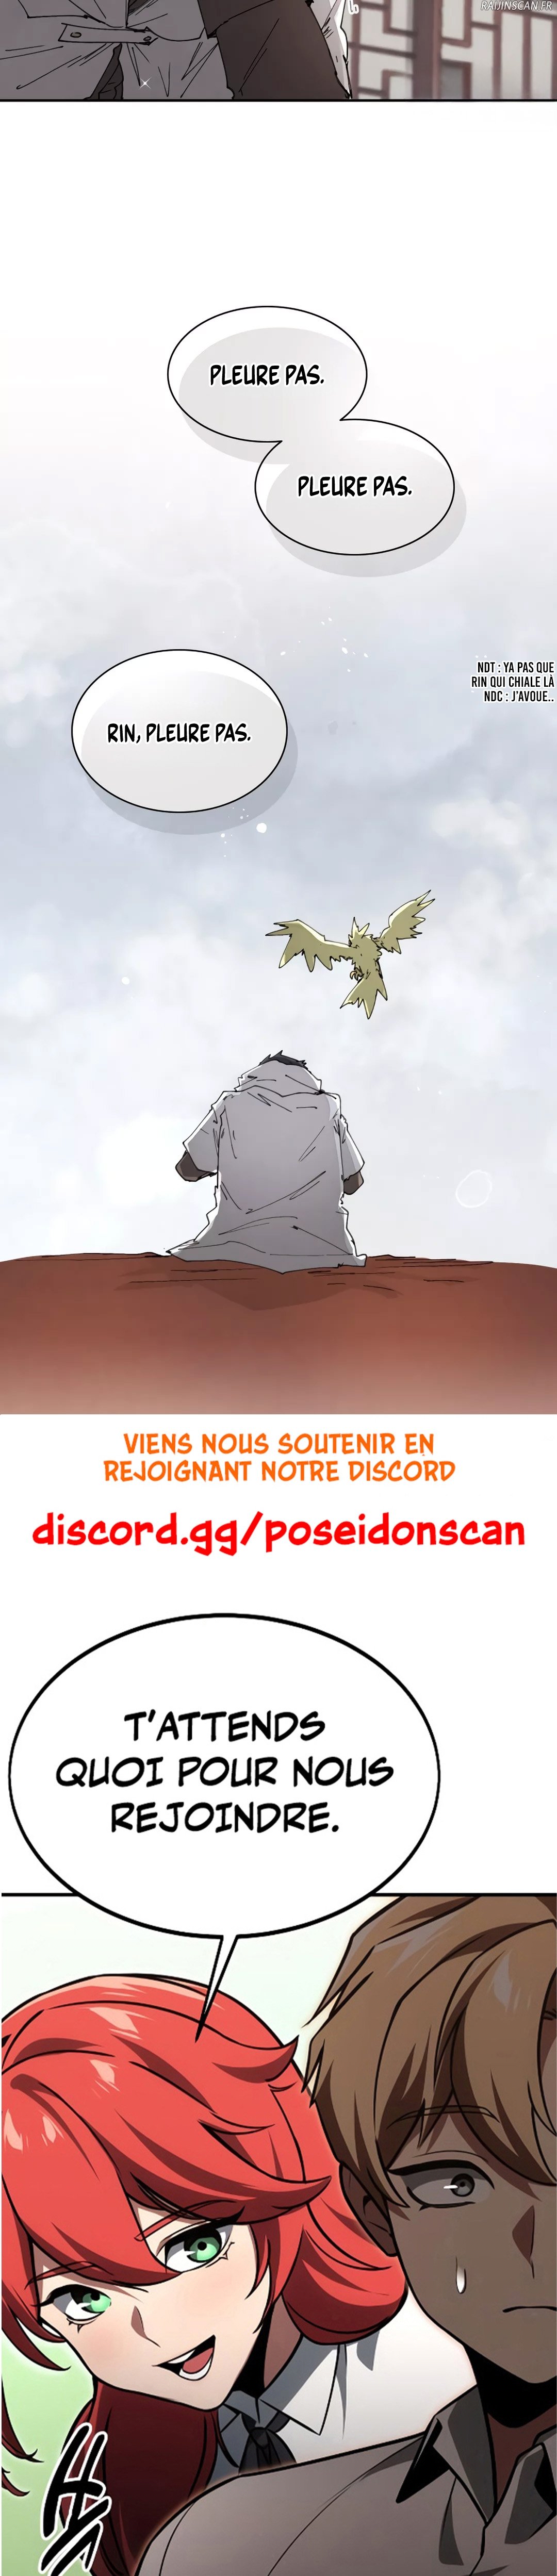 RAIJINSCAN.FR
PLEURE PAS.
PLEURE PAS.
NDT : YA PAS QUE
RIN QUI CHIALE LÀ
NDC : J'AVOUE..
RIN, PLEURE PAS.
VIENS NOUS SOUTENIR EN
REJOIGNANT NOTRE DISCORD
discord.gg/poseidonscan
T'ATTENDS
QUOI POUR NOUS
REJOINDRE.